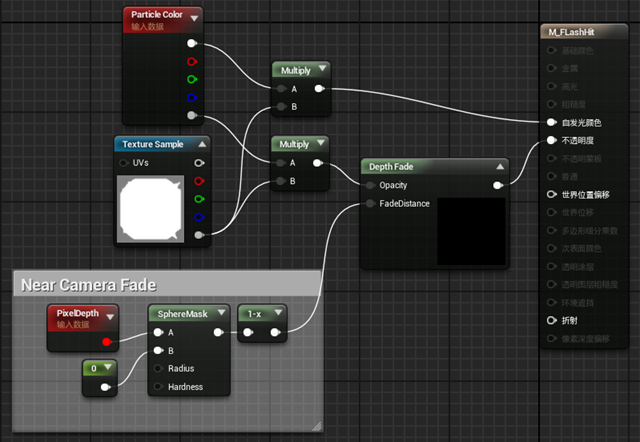 Particle Color
输入数据
Multiply
A
B
Texture Sample
UVs
Multiply
A
B
Depth Fade
Opacity
FadeDistance
Near Camera Fade
PixelDepth
输入数据
SphereMask
A
B
Radius
Hardness
1-x
0
M_FLashHit
基础颜色
金属
高光
粗糙度
自发光颜色
不透明度
不透明蒙板
普通
世界位置偏移
世界位移
多边形细分乘数
次表面颜色
透明涂层
透明图层粗糙度
环境遮挡
折射
像素深度偏移